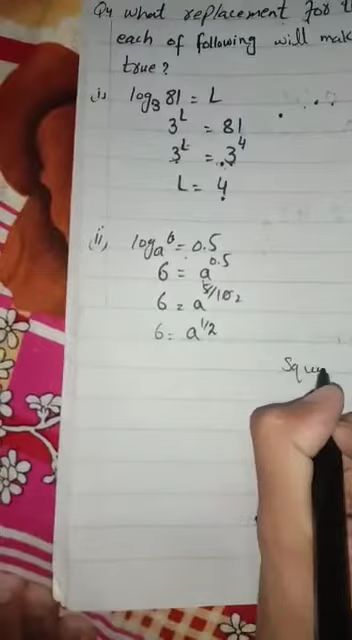 Q4 what replacement for
each of following will mak
true?
(i) log₃ 81 = L
3^L = 81
3^L = 3^4
L = 4
(ii) logₐ 6 = 0.5
6 = a^0.5
6 = a^5/10 2
6 = a^1/2
Squ